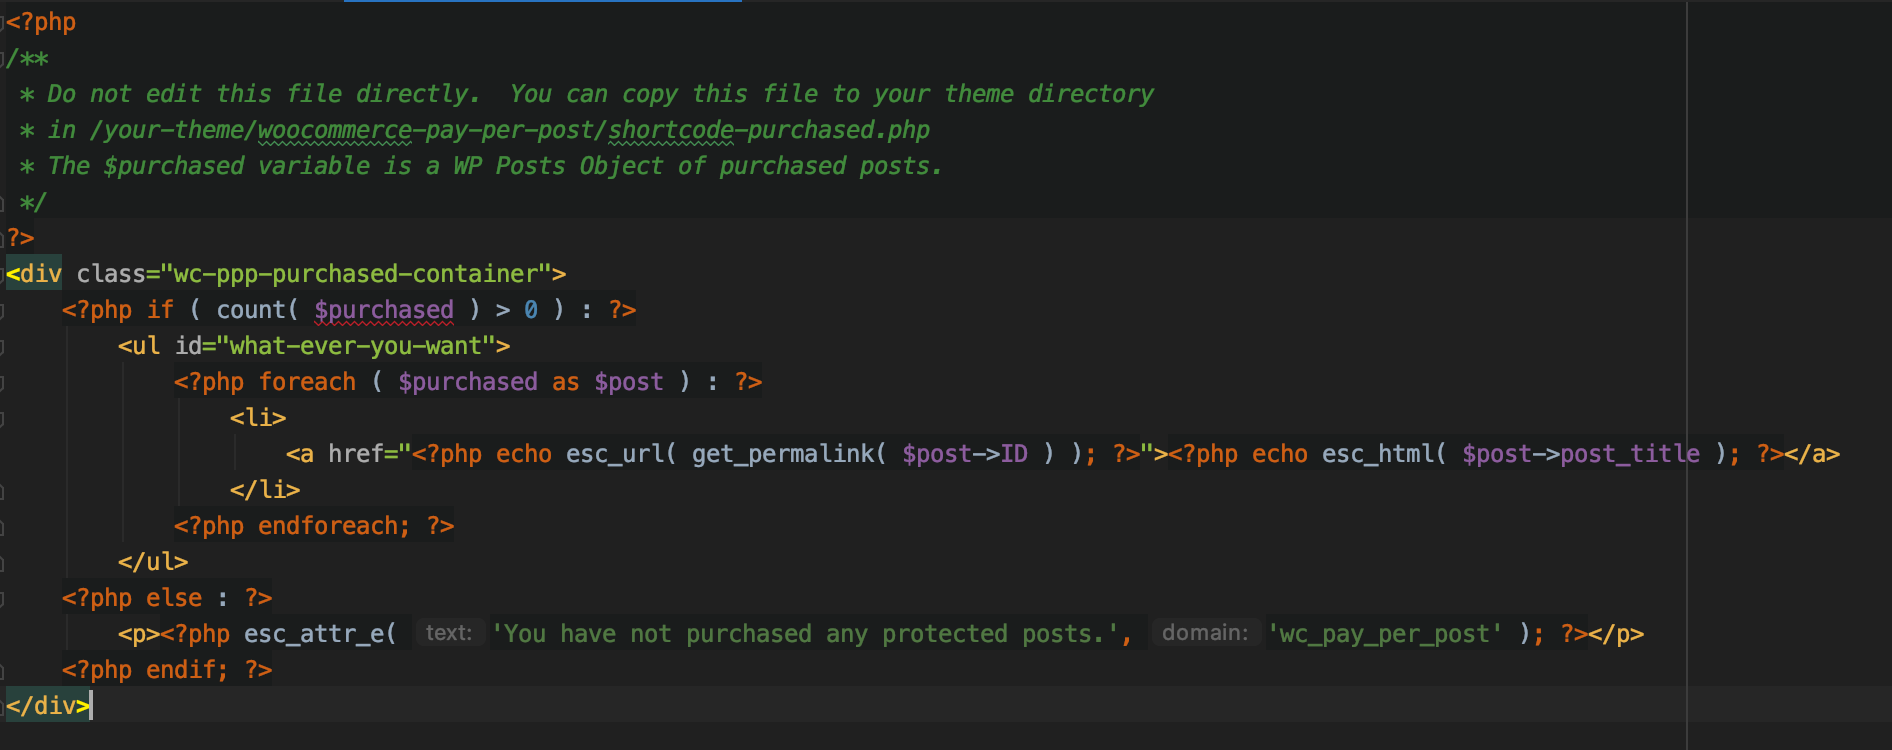 <?php
/**
 * Do not edit this file directly.  You can copy this file to your theme directory
 * in /your-theme/woocommerce-pay-per-post/shortcode-purchased.php
 * The $purchased variable is a WP Posts Object of purchased posts.
 */
?>
<div class="wc-ppp-purchased-container">
    <?php if ( count( $purchased ) > 0 ) : ?>
        <ul id="what-ever-you-want">
            <?php foreach ( $purchased as $post ) : ?>
                <li>
                    <a href="<?php echo esc_url( get_permalink( $post->ID ) ); ?>"><?php echo esc_html( $post->post_title ); ?></a>
                </li>
            <?php endforeach; ?>
        </ul>
    <?php else : ?>
        <p><?php esc_attr_e( text: 'You have not purchased any protected posts.', domain: 'wc_pay_per_post' ); ?></p>
    <?php endif; ?>
</div>